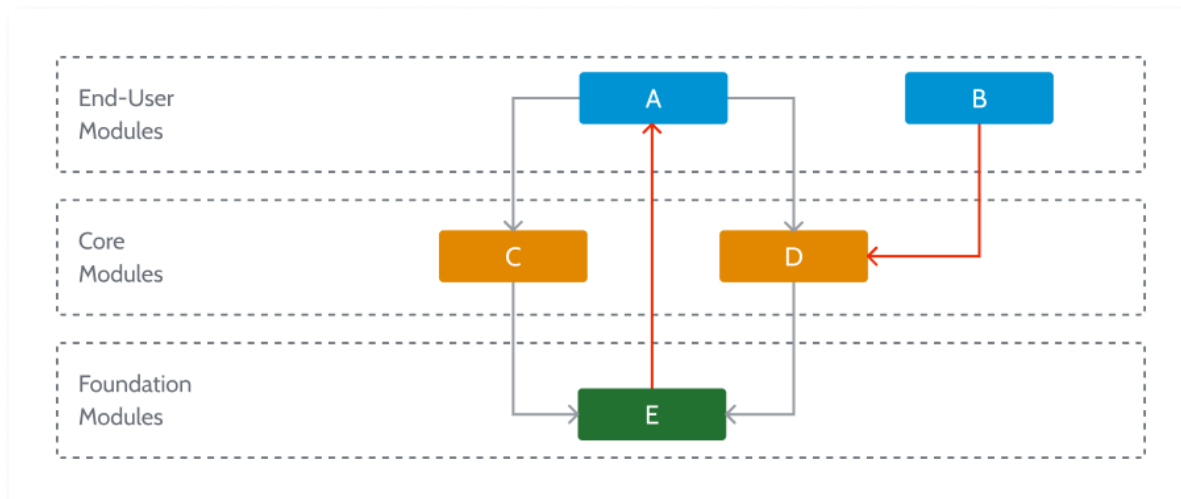 End-User
Modules
A
B
Core
Modules
C
D
Foundation
Modules
E